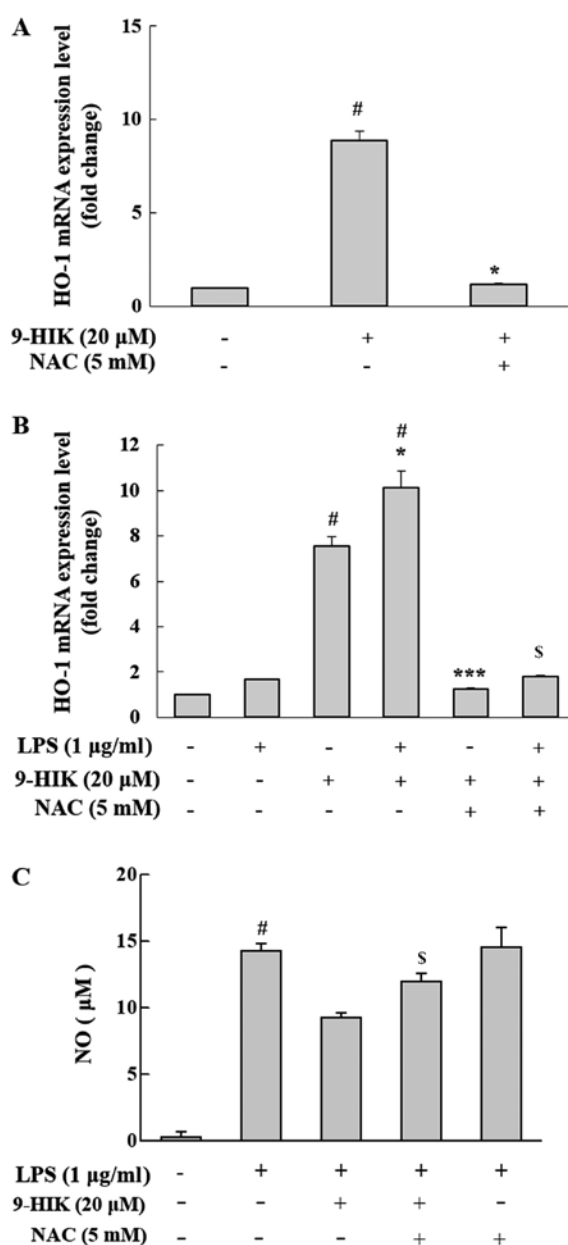 A
HO-1 mRNA expression level
(fold change)
15
10
5
0
#
*
9-HIK (20 μM) - + +
NAC (5 mM) - - +
B
HO-1 mRNA expression level
(fold change)
12
10
8
6
4
2
0
#
#
*
***
$
LPS (1 μg/ml) - + - + - +
9-HIK (20 μM) - - + + + +
NAC (5 mM) - - - - + +
C
NO ( μM )
20
15
10
5
0
#
$
LPS (1 μg/ml) - + + + +
9-HIK (20 μM) - - + + -
NAC (5 mM) - - - + +